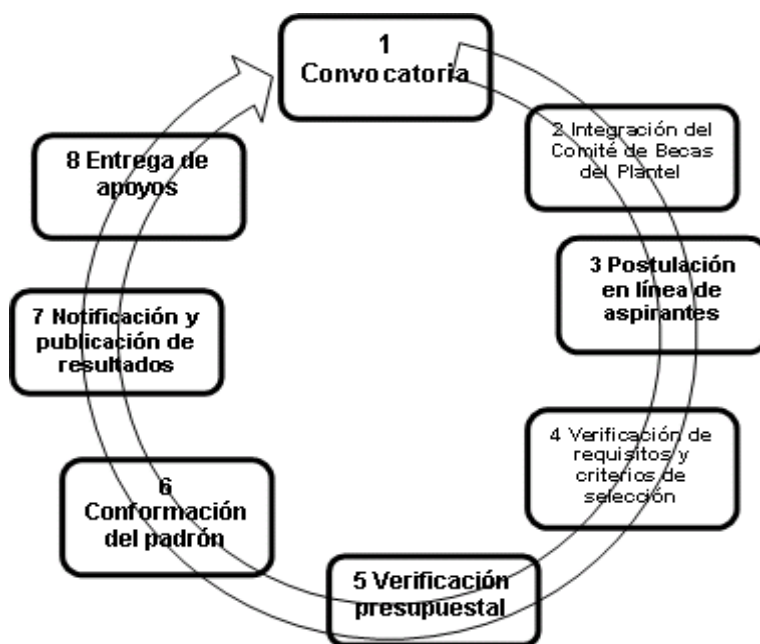 1
Convocatoria
2 Integración del
Comité de Becas
del Plantel
3 Postulación
en línea de
aspirantes
4 Verificación de
requisitos y
criterios de
selección
5 Verificación
presupuestal
6
Conformación
del padrón
7 Notificación y
publicación de
resultados
8 Entrega de
apoyos